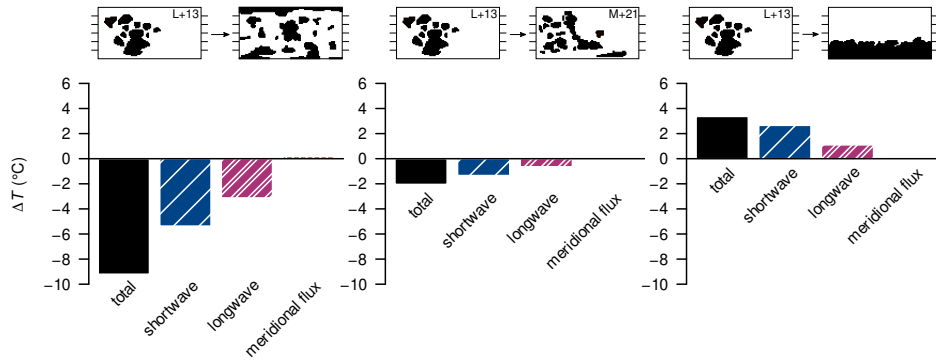 L+13
L+13
M+21
L+13
ΔT (°C)
6
4
2
0
−2
−4
−6
−8
−10
total
shortwave
longwave
meridional flux
6
4
2
0
−2
−4
−6
−8
−10
total
shortwave
longwave
meridional flux
6
4
2
0
−2
−4
−6
−8
−10
total
shortwave
longwave
meridional flux